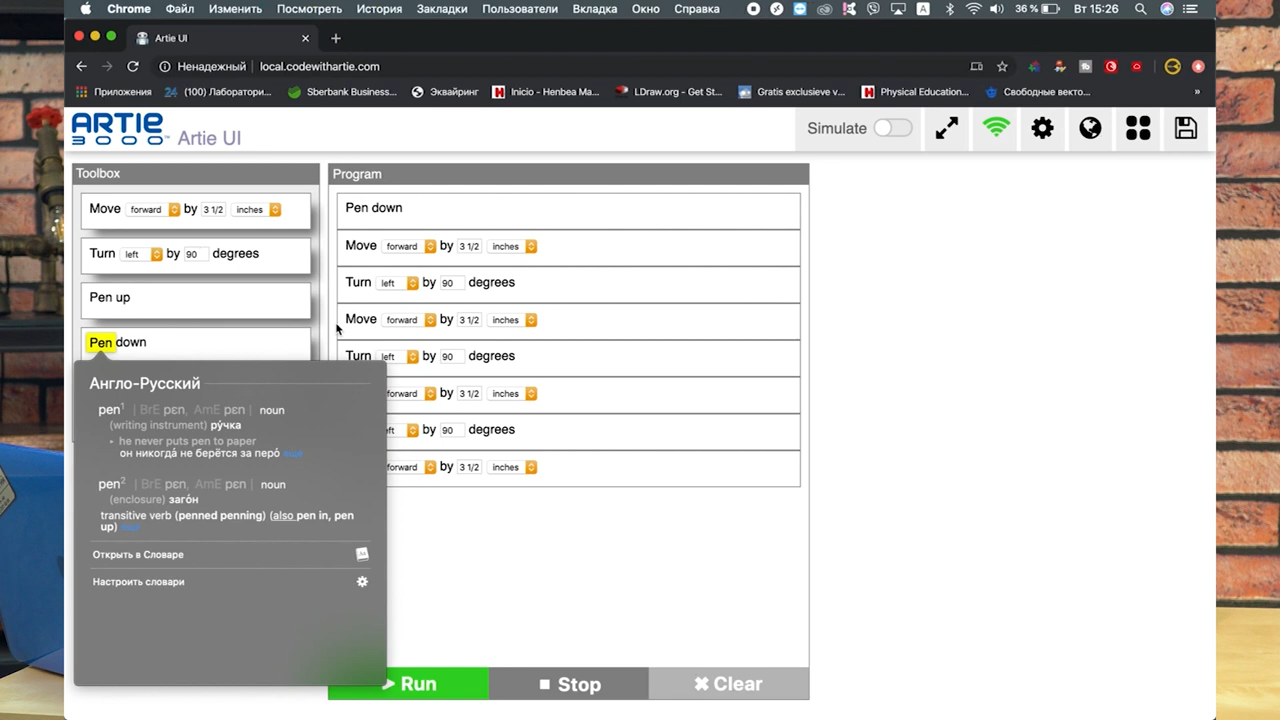 Chrome Файл Изменить Посмотреть История Закладки Пользователи Вкладка Окно Справка A 36 % Вт 15:26
Artie UI
Ненадежный local.codewithartie.com
Приложения 24 (100) Лаборатори... Sberbank Business... Эквайринг H Inicio - Henbea Ma... LDraw.org - Get St... Gratis exclusieve v... H Physical Education... Свободные векто... »
ARTIE 3000 Artie UI Simulate
Toolbox
Move forward by 3 1/2 inches
Turn left by 90 degrees
Pen up
Pen down
Program
Pen down
Move forward by 3 1/2 inches
Turn left by 90 degrees
Move forward by 3 1/2 inches
Turn left by 90 degrees
forward by 3 1/2 inches
by 90 degrees
forward by 3 1/2 inches
Англо-Русский
pen¹ | BrE pɛn, AmE pɛn | noun
(writing instrument) ру́чка
• he never puts pen to paper
он никогда́ не берётся за перо́ еще
pen² | BrE pɛn, AmE pɛn | noun
(enclosure) заго́н
transitive verb (penned penning) (also pen in, pen
up)
Открыть в Словаре
Настроить словари
Run Stop Clear